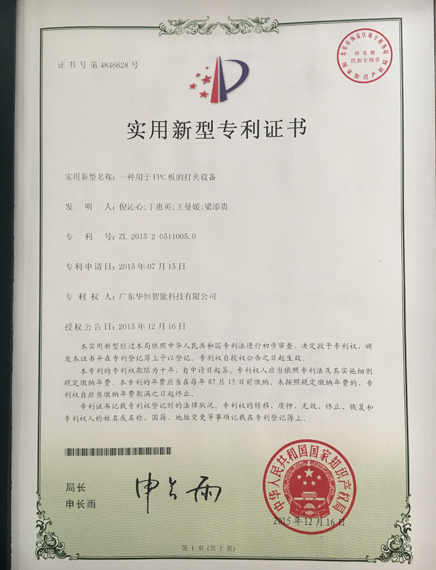 证书号第4846628号
实用新型专利证书
实用新型名称：一种用于FPC板的打夹设备
发 明 人：倪沁心;丁惠英;王曼媛;梁添贵
专 利 号：ZL 2015 2 0511005.0
专利申请日：2015年07月15日
专 利 权 人：广东华恒智能科技有限公司
授权公告日：2015年12月16日
本实用新型经过本局依照中华人民共和国专利法进行初步审查，决定授予专利权，颁
发本证书并在专利登记簿上予以登记。专利权自授权公告之日起生效。
本专利的专利权期限为十年，自申请日起算。专利权人应当依照专利法及其实施细则
规定缴纳年费。本专利的年费应当在每年07月15日前缴纳。未按照规定缴纳年费的，专
利权自应当缴纳年费期满之日起终止。
专利证书记载专利权登记时的法律状况。专利权的转移、质押、无效、终止、恢复和
专利权人的姓名或名称、国籍、地址变更等事项记载在专利登记簿上。
局长
申长雨
申长雨
中华人民共和国国家知识产权局
2015年12月16日
第1页(共1页)